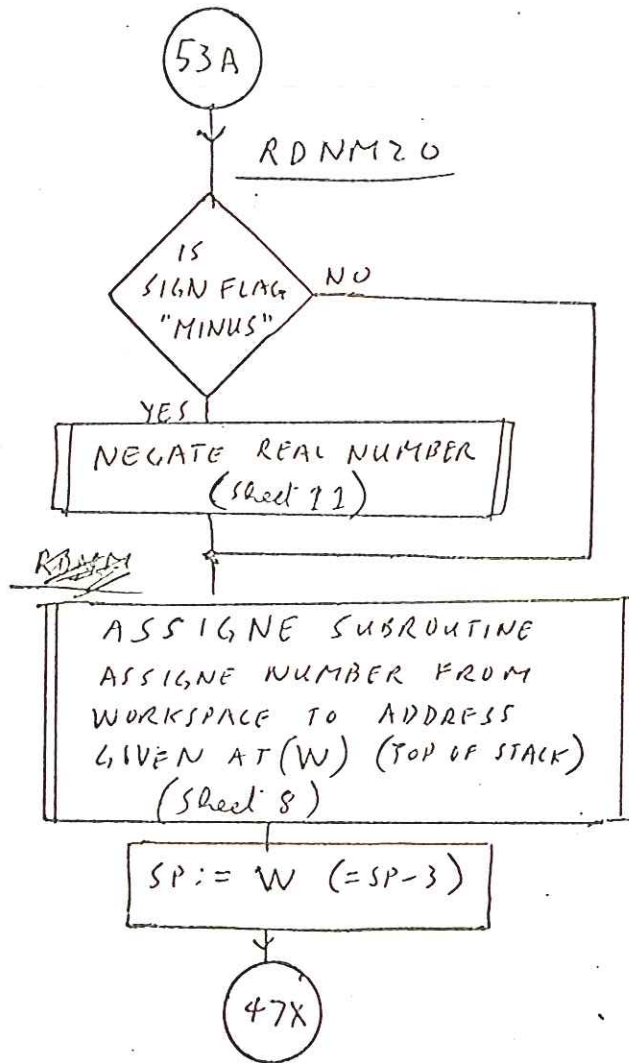 53A
RDNM20
IS
SIGN FLAG
"MINUS"
NO
YES
NEGATE REAL NUMBER
(Sheet 11)
ASSIGNE SUBROUTINE
ASSIGNE NUMBER FROM
WORKSPACE TO ADDRESS
GIVEN AT (W) (TOP OF STACK)
(Sheet 8)
SP := W (=SP-3)
47X